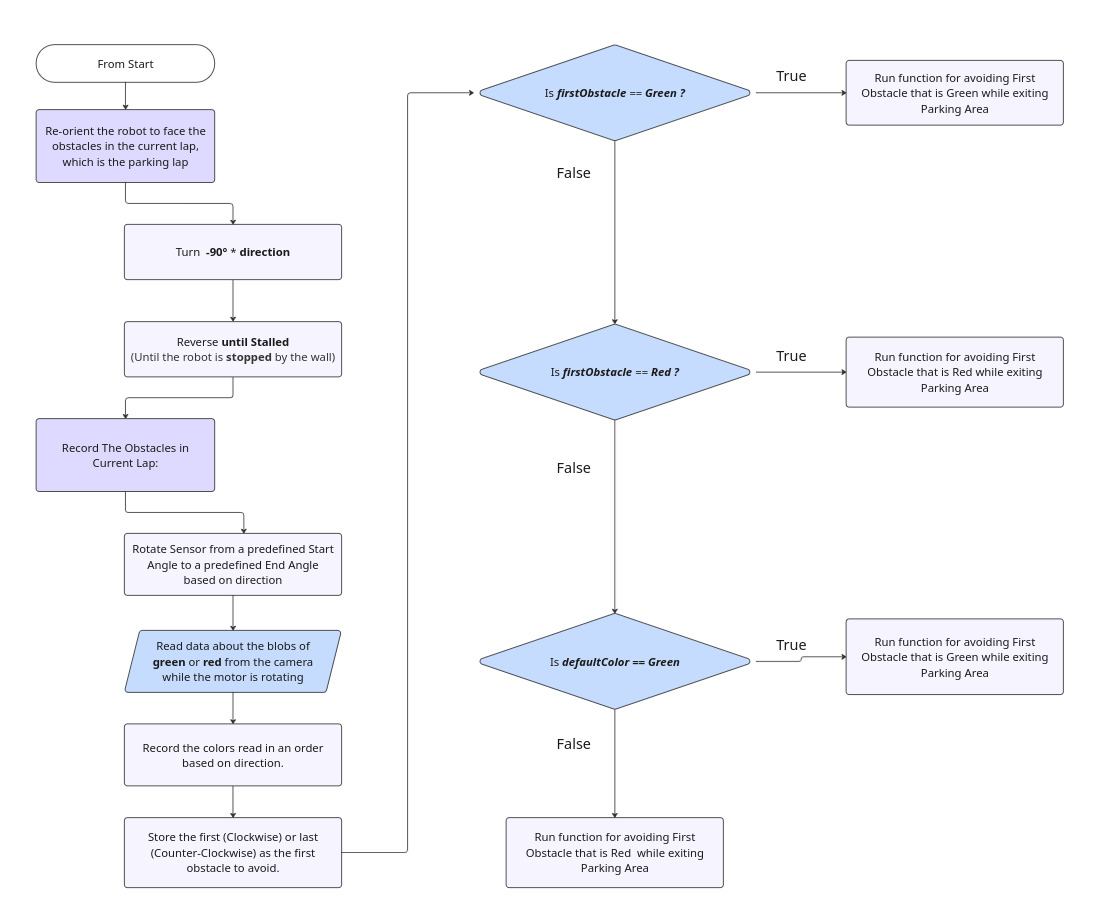 From Start
Re-orient the robot to face the
obstacles in the current lap,
which is the parking lap
Turn -90° * direction
Reverse until Stalled
(Until the robot is stopped by the wall)
Record The Obstacles in
Current Lap:
Rotate Sensor from a predefined Start
Angle to a predefined End Angle
based on direction
Read data about the blobs of
green or red from the camera
while the motor is rotating
Record the colors read in an order
based on direction.
Store the first (Clockwise) or last
(Counter-Clockwise) as the first
obstacle to avoid.
Is firstObstacle == Green ?
True
Run function for avoiding First
Obstacle that is Green while exiting
Parking Area
False
Is firstObstacle == Red ?
True
Run function for avoiding First
Obstacle that is Red while exiting
Parking Area
False
Is defaultColor == Green
True
Run function for avoiding First
Obstacle that is Green while exiting
Parking Area
False
Run function for avoiding First
Obstacle that is Red while exiting
Parking Area